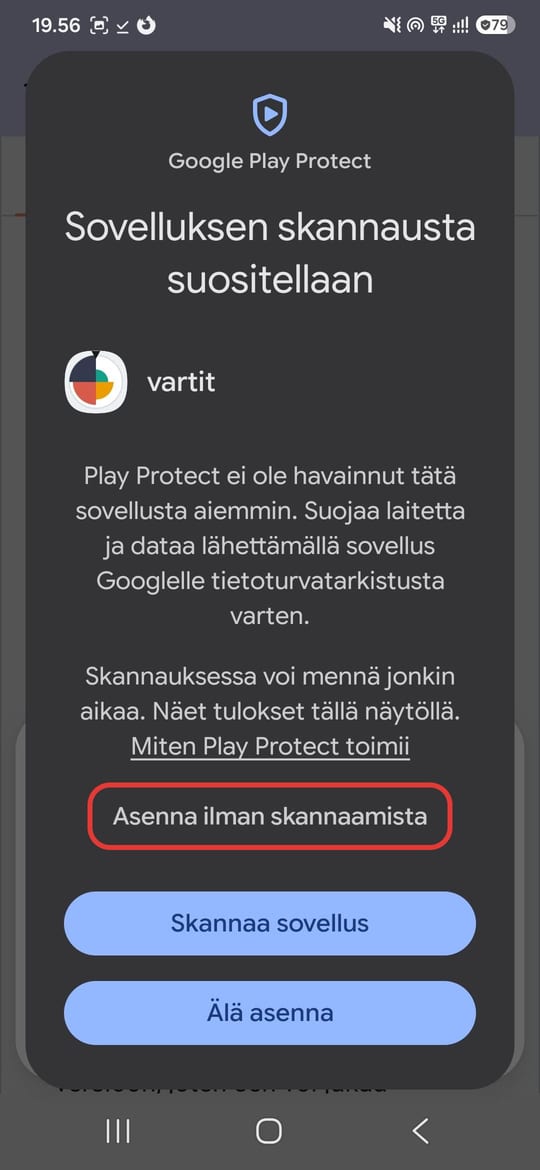 19.56
5G
79
Google Play Protect
Sovelluksen skannausta
suositellaan
vartit
Play Protect ei ole havainnut tätä
sovellusta aiemmin. Suojaa laitetta
ja dataa lähettämällä sovellus
Googlelle tietoturvatarkistusta
varten.
Skannauksessa voi mennä jonkin
aikaa. Näet tulokset tällä näytöllä.
Miten Play Protect toimii
Asenna ilman skannaamista
Skannaa sovellus
Älä asenna